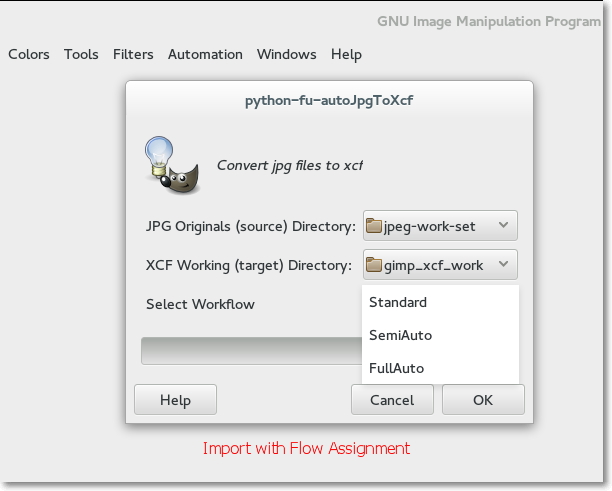 GNU Image Manipulation Program
Colors Tools Filters Automation Windows Help
python-fu-autoJpgToXcf
Convert jpg files to xcf
JPG Originals (source) Directory: jpeg-work-set
XCF Working (target) Directory: gimp_xcf_work
Select Workflow
Standard
SemiAuto
FullAuto
Help Cancel OK
Import with Flow Assignment